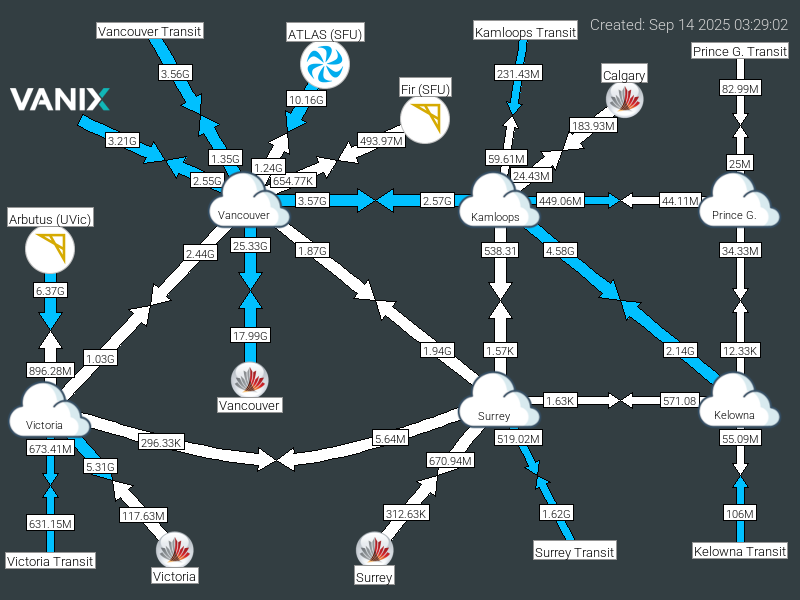 Created: Sep 14 2025 03:29:02
Vancouver Transit
ATLAS (SFU)
Kamloops Transit
Prince G. Transit
3.56G
231.43M
Calgary
VANIX
10.16G
Fir (SFU)
82.99M
183.93M
3.21G
493.97M
1.35G
1.24G
59.61M
25M
2.55G
654.77K
24.43M
3.57G
2.57G
449.06M
44.11M
Arbutus (UVic)
Vancouver
Kamloops
Prince G.
2.44G
25.33G
1.87G
538.31
4.58G
34.33M
6.37G
17.99G
1.03G
1.94G
1.57K
2.14G
12.33K
896.28M
Vancouver
1.63K
571.08
Victoria
Surrey
Kelowna
673.41M
296.33K
5.64M
519.02M
55.09M
5.31G
670.94M
631.15M
117.63M
312.63K
1.62G
106M
Victoria Transit
Victoria
Surrey
Surrey Transit
Kelowna Transit